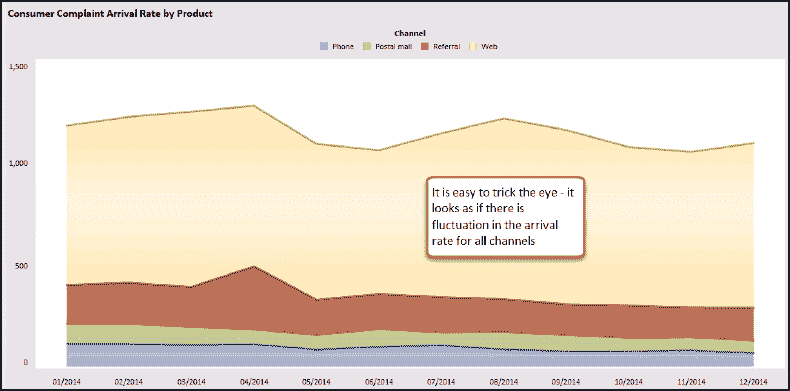 Consumer Complaint Arrival Rate by Product
Channel
Phone Postal mail Referral Web
1,500
1,000
500
0
It is easy to trick the eye - it
looks as if there is
fluctuation in the arrival
rate for all channels
01/2014 02/2014 03/2014 04/2014 05/2014 06/2014 07/2014 08/2014 09/2014 10/2014 11/2014 12/2014